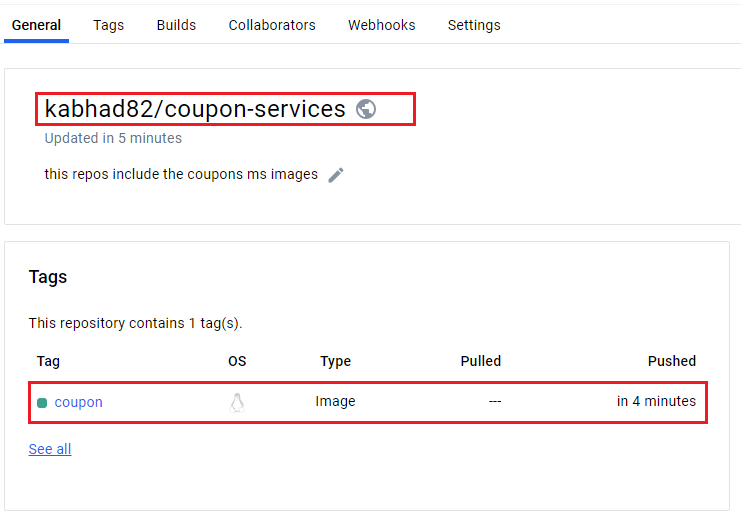 General Tags Builds Collaborators Webhooks Settings
kabhad82/coupon-services
Updated in 5 minutes
this repos include the coupons ms images
Tags
This repository contains 1 tag(s).
Tag OS Type Pulled Pushed
coupon Image --- in 4 minutes
See all